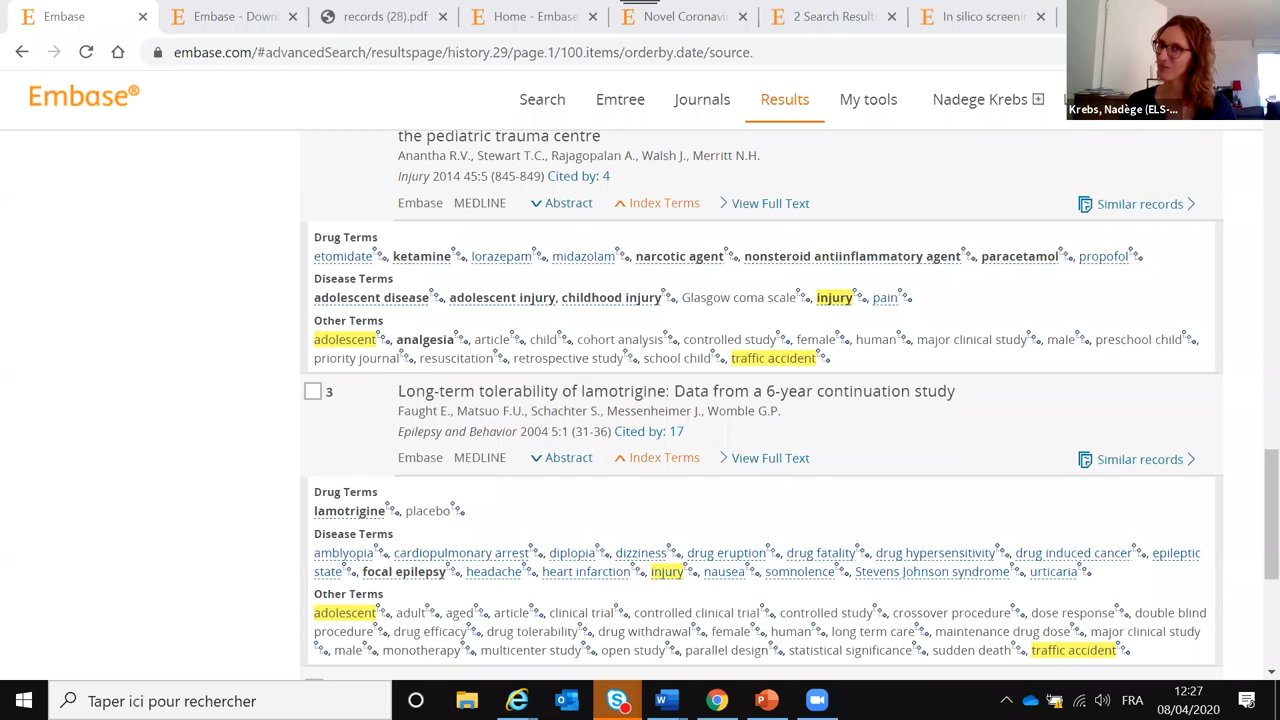 Embase
Embase - Down
records (28).pdf
Home - Embase
Novel Coronavir
2 Search Results
In silico screenin
embase.com/#advancedSearch/resultspage/history.29/page.1/100.items/orderby.date/source.
Embase®
Search Emtree Journals Results My tools Nadege Krebs
Krebs, Nadège (ELS-...
the pediatric trauma centre
Anantha R.V., Stewart T.C., Rajagopalan A., Walsh J., Merritt N.H.
Injury 2014 45:5 (845-849) Cited by: 4
Embase MEDLINE Abstract Index Terms View Full Text Similar records
Drug Terms
etomidate, ketamine, lorazepam, midazolam, narcotic agent, nonsteroid antiinflammatory agent, paracetamol, propofol
Disease Terms
adolescent disease, adolescent injury, childhood injury, Glasgow coma scale, injury, pain
Other Terms
adolescent, analgesia, article, child, cohort analysis, controlled study, female, human, major clinical study, male, preschool child,
priority journal, resuscitation, retrospective study, school child, traffic accident
3 Long-term tolerability of lamotrigine: Data from a 6-year continuation study
Faught E., Matsuo F.U., Schachter S., Messenheimer J., Womble G.P.
Epilepsy and Behavior 2004 5:1 (31-36) Cited by: 17
Embase MEDLINE Abstract Index Terms View Full Text Similar records
Drug Terms
lamotrigine, placebo
Disease Terms
amblyopia, cardiopulmonary arrest, diplopia, dizziness, drug eruption, drug fatality, drug hypersensitivity, drug induced cancer, epileptic
state, focal epilepsy, headache, heart infarction, injury, nausea, somnolence, Stevens Johnson syndrome, urticaria
Other Terms
adolescent, adult, aged, article, clinical trial, controlled clinical trial, controlled study, crossover procedure, dose response, double blind
procedure, drug efficacy, drug tolerability, drug withdrawal, female, human, long term care, maintenance drug dose, major clinical study
, male, monotherapy, multicenter study, open study, parallel design, statistical significance, sudden death, traffic accident
Taper ici pour rechercher
FRA
12:27
08/04/2020